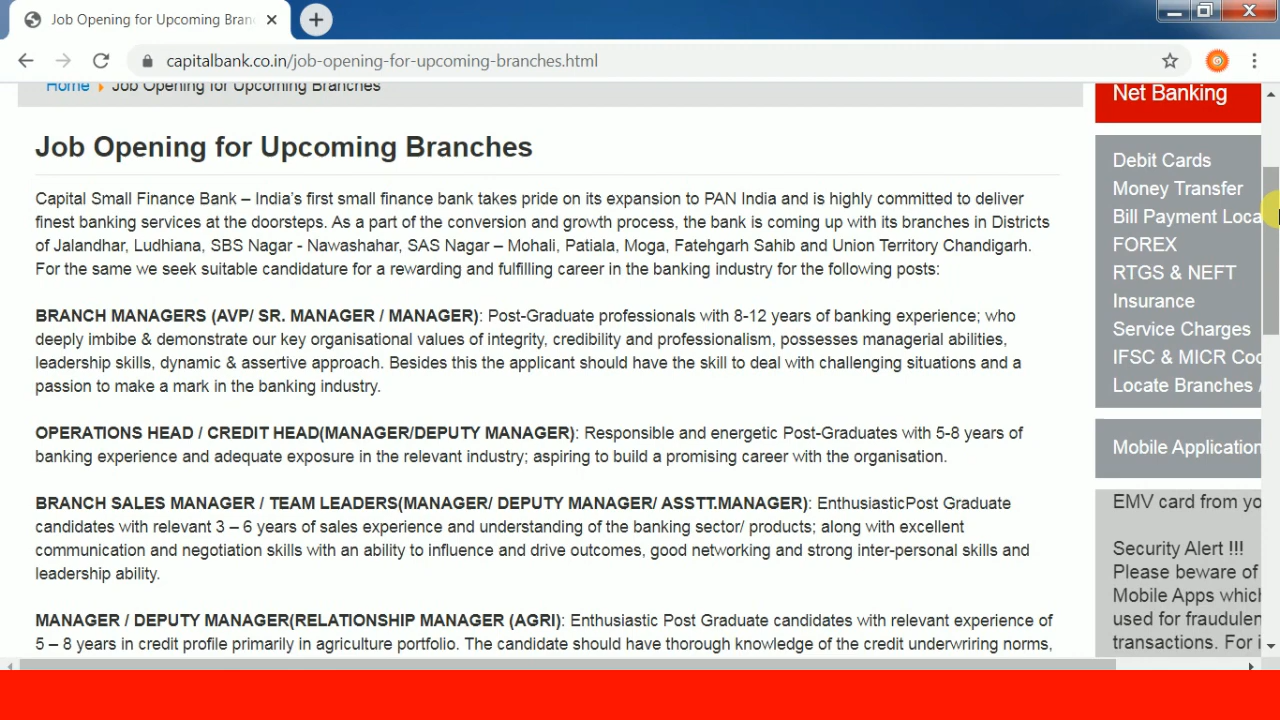 Job Opening for Upcoming Bran
capitalbank.co.in/job-opening-for-upcoming-branches.html
Home Job Opening for Upcoming Branches
Job Opening for Upcoming Branches
Capital Small Finance Bank – India's first small finance bank takes pride on its expansion to PAN India and is highly committed to deliver
finest banking services at the doorsteps. As a part of the conversion and growth process, the bank is coming up with its branches in Districts
of Jalandhar, Ludhiana, SBS Nagar - Nawashahar, SAS Nagar – Mohali, Patiala, Moga, Fatehgarh Sahib and Union Territory Chandigarh.
For the same we seek suitable candidature for a rewarding and fulfilling career in the banking industry for the following posts:
BRANCH MANAGERS (AVP/ SR. MANAGER / MANAGER): Post-Graduate professionals with 8-12 years of banking experience; who
deeply imbibe & demonstrate our key organisational values of integrity, credibility and professionalism, possesses managerial abilities,
leadership skills, dynamic & assertive approach. Besides this the applicant should have the skill to deal with challenging situations and a
passion to make a mark in the banking industry.
OPERATIONS HEAD / CREDIT HEAD(MANAGER/DEPUTY MANAGER): Responsible and energetic Post-Graduates with 5-8 years of
banking experience and adequate exposure in the relevant industry; aspiring to build a promising career with the organisation.
BRANCH SALES MANAGER / TEAM LEADERS(MANAGER/ DEPUTY MANAGER/ ASSTT.MANAGER): EnthusiasticPost Graduate
candidates with relevant 3 – 6 years of sales experience and understanding of the banking sector/ products; along with excellent
communication and negotiation skills with an ability to influence and drive outcomes, good networking and strong inter-personal skills and
leadership ability.
MANAGER / DEPUTY MANAGER(RELATIONSHIP MANAGER (AGRI): Enthusiastic Post Graduate candidates with relevant experience of
5 – 8 years in credit profile primarily in agriculture portfolio. The candidate should have thorough knowledge of the credit underwriring norms,
Net Banking
Debit Cards
Money Transfer
Bill Payment Loca
FOREX
RTGS & NEFT
Insurance
Service Charges
IFSC & MICR Coo
Locate Branches /
Mobile Application
EMV card from yo
Security Alert !!!
Please beware of
Mobile Apps whicl
used for fraudulen
transactions. For i